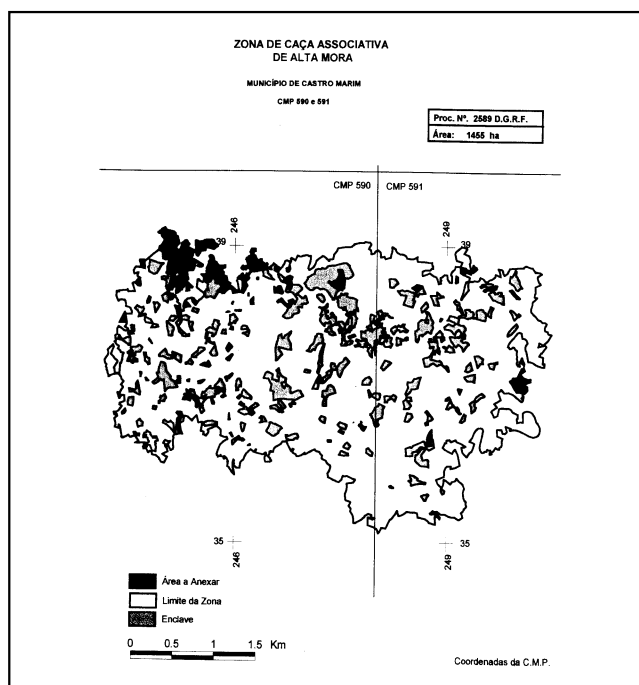 ZONA DE CAÇA ASSOCIATIVA
DE ALTA MORA
MUNICÍPIO DE CASTRO MARIM
CMP 590 e 591
Proc. Nº. 2589 D.G.R.F.
Área: 1455 ha
CMP 590 CMP 591
246
39
249
39
35
246
249
35
Área a Anexar
Limite da Zona
Enclave
0 0.5 1 1.5 Km
Coordenadas da C.M.P.